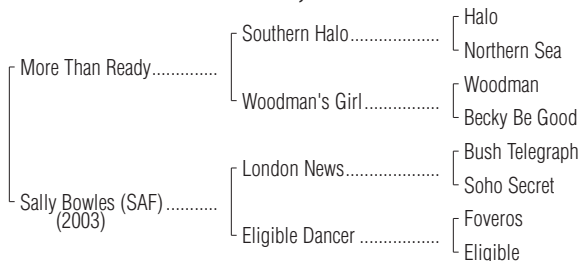 Halo
Southern Halo....................
Northern Sea
More Than Ready.............
Woodman
Woodman's Girl.................
Becky Be Good
Bush Telegraph
London News.....................
Soho Secret
Sally Bowles (SAF)..........
(2003)
Foveros
Eligible Dancer ..................
Eligible